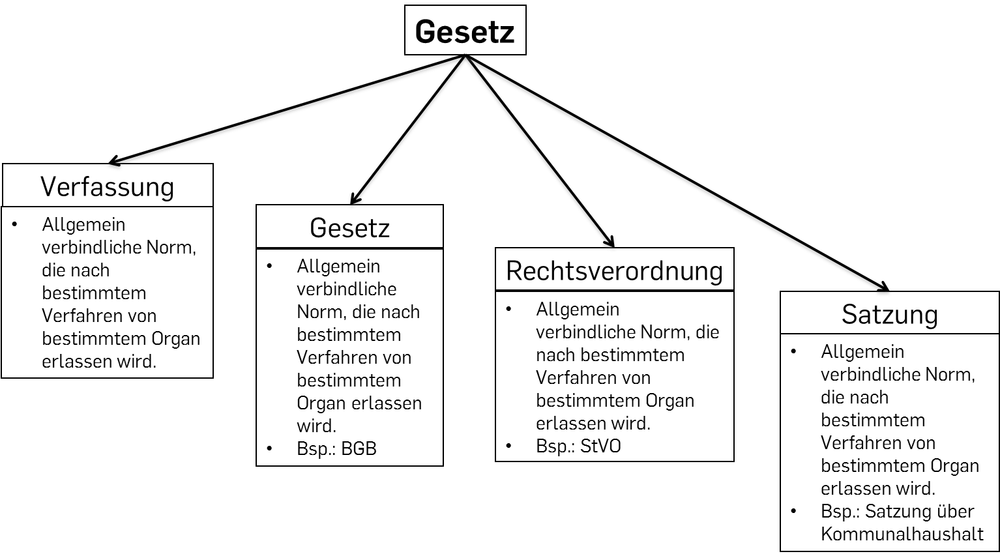 Gesetz
Verfassung
• Allgemein
verbindliche Norm,
die nach
bestimmtem
Verfahren von
bestimmtem Organ
erlassen wird.
Gesetz
• Allgemein
verbindliche
Norm, die nach
bestimmtem
Verfahren von
bestimmtem
Organ erlassen
wird.
• Bsp.: BGB
Rechtsverordnung
• Allgemein
verbindliche Norm, die
nach bestimmtem
Verfahren von
bestimmtem Organ
erlassen wird.
• Bsp.: StVO
Satzung
• Allgemein
verbindliche Norm,
die nach
bestimmtem
Verfahren von
bestimmtem Organ
erlassen wird.
• Bsp.: Satzung über
Kommunalhaushalt